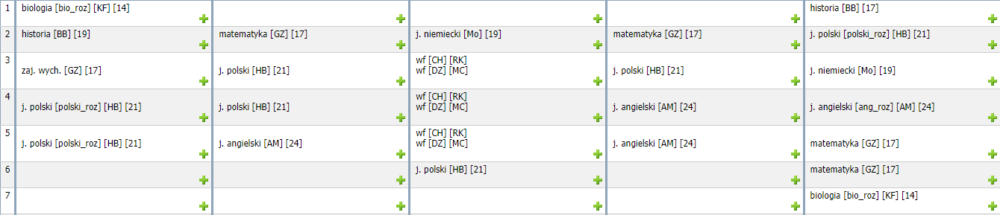 1 biologia [bio_roz] [KF] [14] historia [BB] [17]
2 historia [BB] [19] matematyka [GZ] [17] j. niemiecki [Mo] [19] matematyka [GZ] [17] j. polski [polski_roz] [HB] [21]
3 wf [CH] [RK]
zaj. wych. [GZ] [17] j. polski [HB] [21] wf [DZ] [MC] j. polski [HB] [21] j. niemiecki [Mo] [19]
4 wf [CH] [RK]
j. polski [polski_roz] [HB] [21] j. polski [HB] [21] wf [DZ] [MC] j. angielski [AM] [24] j. angielski [ang_roz] [AM] [24]
5 wf [CH] [RK]
j. polski [polski_roz] [HB] [21] j. angielski [AM] [24] wf [DZ] [MC] j. angielski [AM] [24] matematyka [GZ] [17]
6 j. polski [HB] [21] matematyka [GZ] [17]
7 biologia [bio_roz] [KF] [14]